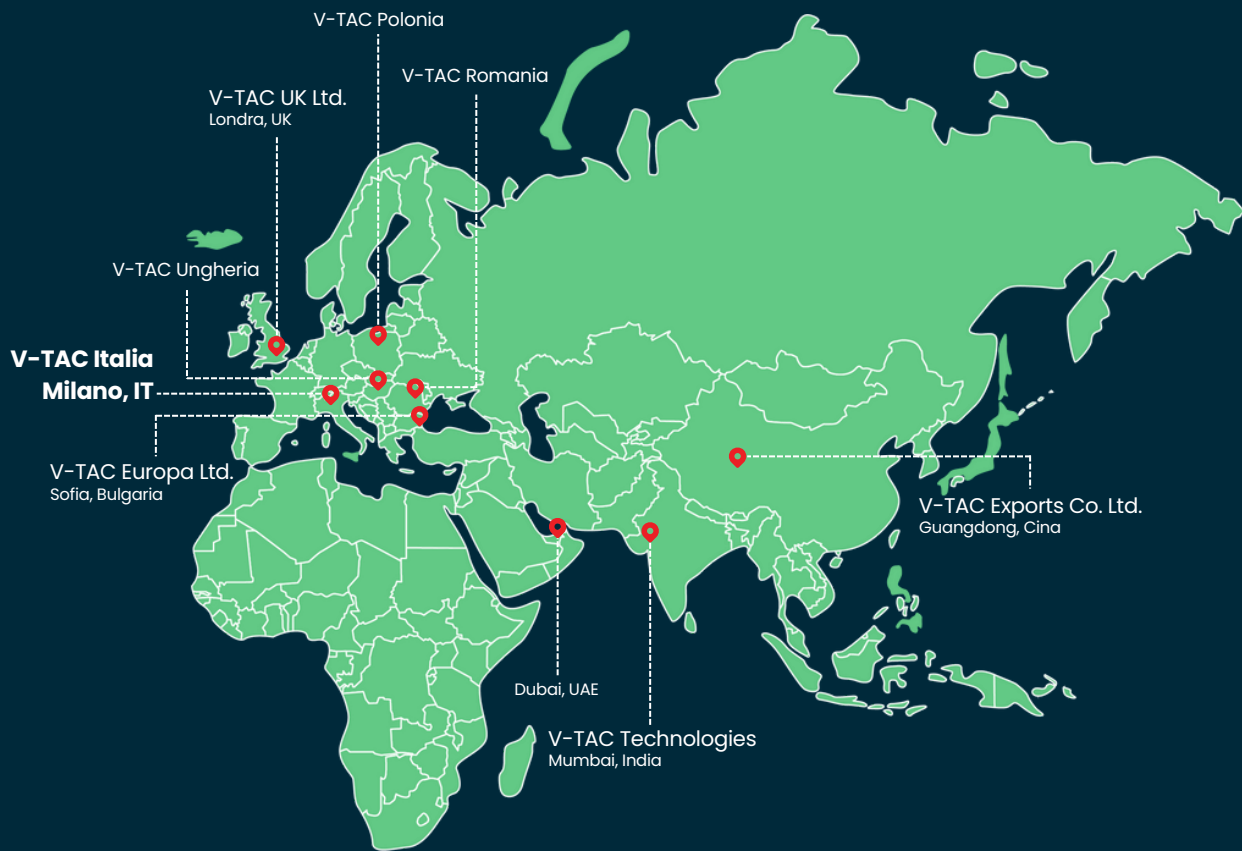 V-TAC Polonia
V-TAC Romania
V-TAC UK Ltd.
Londra, UK
V-TAC Ungheria
V-TAC Italia
Milano, IT
V-TAC Europa Ltd.
Sofia, Bulgaria
V-TAC Exports Co. Ltd.
Guangdong, Cina
Dubai, UAE
V-TAC Technologies
Mumbai, India